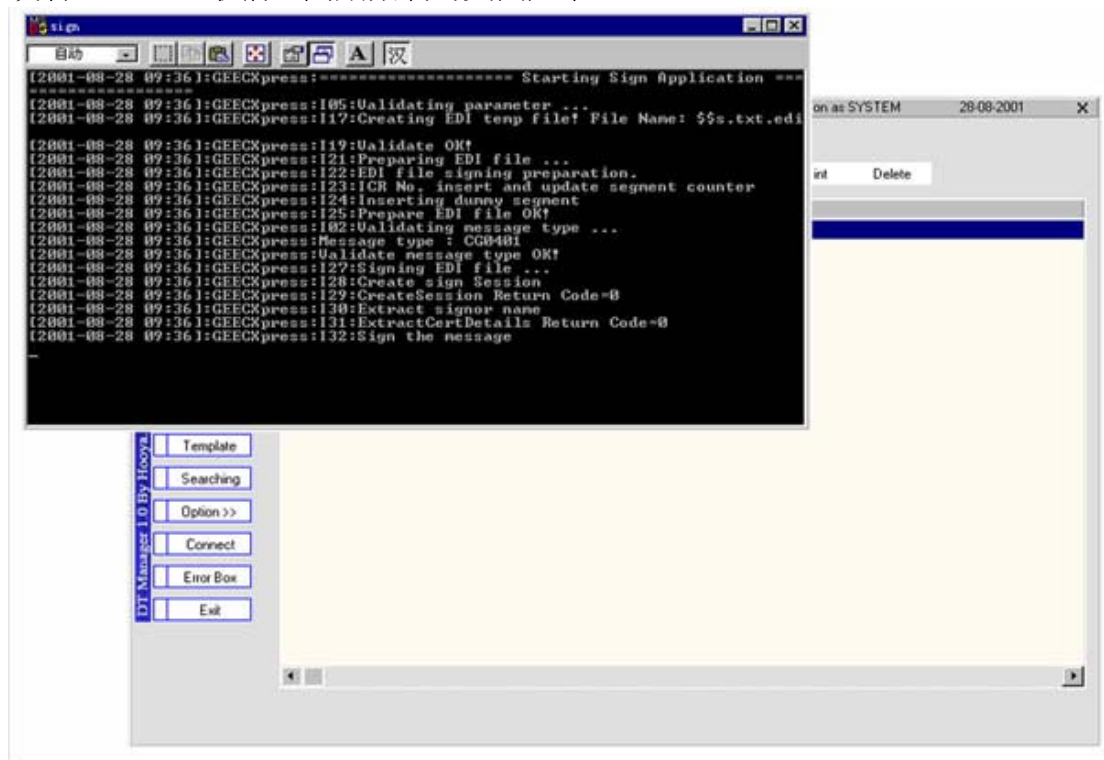 sign
自动
A
汉
[2001-08-28 09:36]:GEECXpress:==================== Starting Sign Application ===
==================
[2001-08-28 09:36]:GEECXpress:I05:Validating parameter ...
[2001-08-28 09:36]:GEECXpress:I17:Creating EDI temp file! File Name: $$s.txt.edi
[2001-08-28 09:36]:GEECXpress:I19:Validate OK!
[2001-08-28 09:36]:GEECXpress:I21:Preparing EDI file ...
[2001-08-28 09:36]:GEECXpress:I22:EDI file signing preparation.
[2001-08-28 09:36]:GEECXpress:I23:ICR No. insert and update segment counter
[2001-08-28 09:36]:GEECXpress:I24:Inserting dummy segment
[2001-08-28 09:36]:GEECXpress:I25:Prepare EDI file OK!
[2001-08-28 09:36]:GEECXpress:I02:Validating message type ...
[2001-08-28 09:36]:GEECXpress:Message type : CG0401
[2001-08-28 09:36]:GEECXpress:Validate message type OK!
[2001-08-28 09:36]:GEECXpress:I27:Signing EDI file ...
[2001-08-28 09:36]:GEECXpress:I28:Create sign Session
[2001-08-28 09:36]:GEECXpress:I29:CreateSession Return Code=0
[2001-08-28 09:36]:GEECXpress:I30:Extract signor name
[2001-08-28 09:36]:GEECXpress:I31:ExtractCertDetails Return Code=0
[2001-08-28 09:36]:GEECXpress:I32:Sign the message
on as SYSTEM 28-08-2001 X
int Delete
DT Manager 1.0 By Hooya
Template
Searching
Option >>
Connect
Error Box
Exit